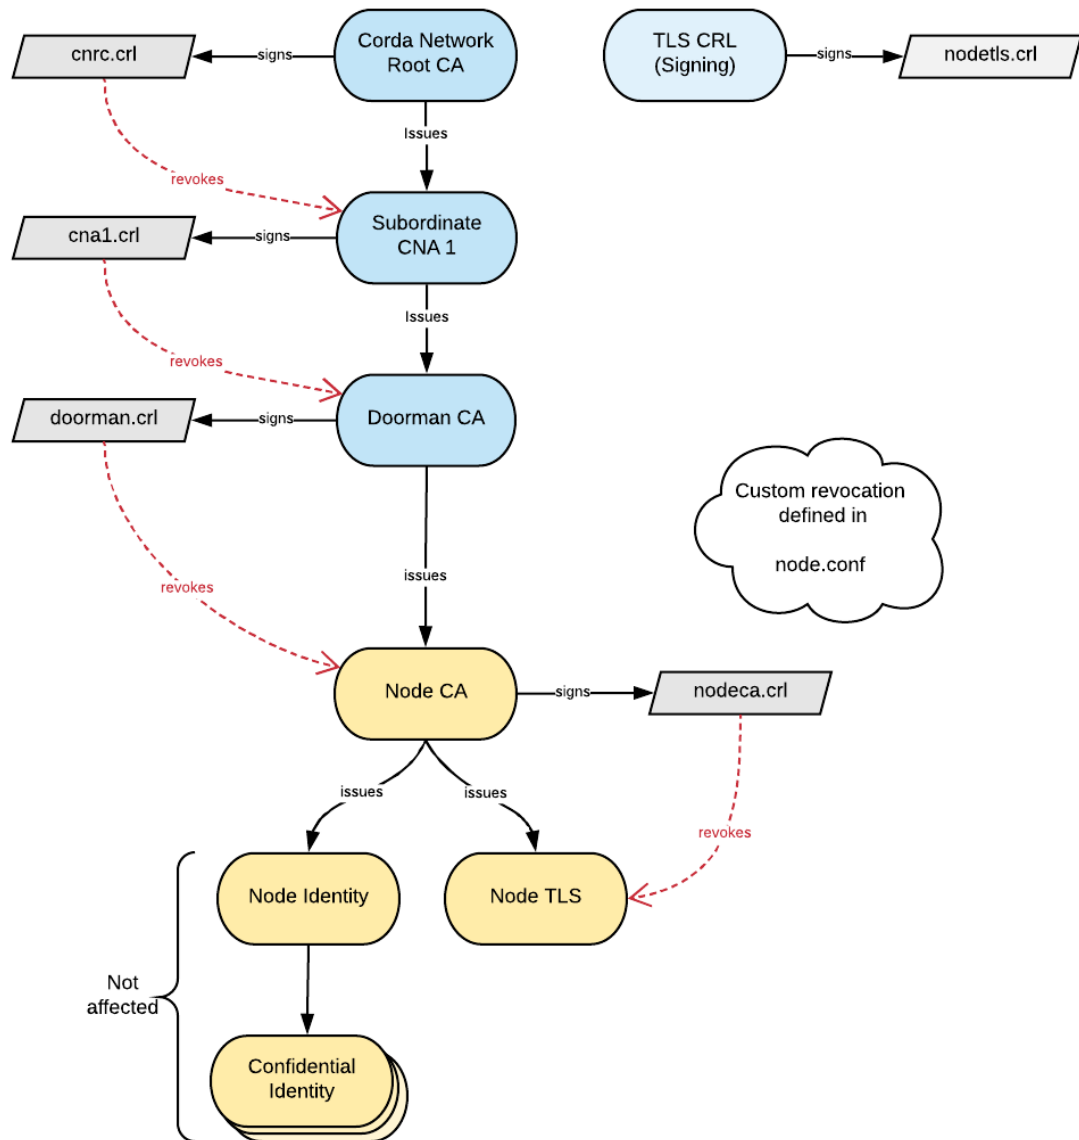 cnrc.crl
signs
Corda Network
Root CA
TLS CRL
(Signing)
signs
nodetls.crl
Issues
revokes
cna1.crl
signs
Subordinate
CNA 1
Issues
revokes
doorman.crl
signs
Doorman CA
Custom revocation
defined in
node.conf
issues
revokes
Node CA
signs
nodeca.crl
issues
issues
revokes
Node Identity
Node TLS
Not
affected
Confidential
Identity